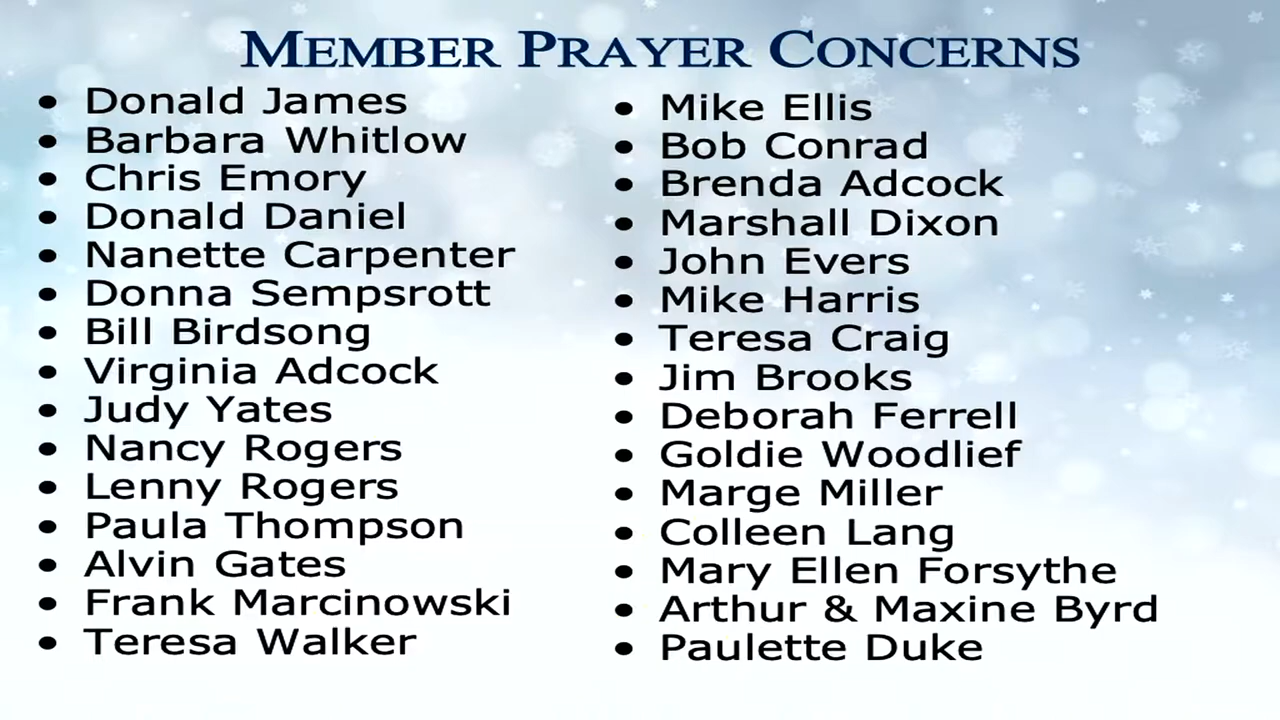 MEMBER PRAYER CONCERNS
• Donald James
• Barbara Whitlow
• Chris Emory
• Donald Daniel
• Nanette Carpenter
• Donna Sempsrott
• Bill Birdsong
• Virginia Adcock
• Judy Yates
• Nancy Rogers
• Lenny Rogers
• Paula Thompson
• Alvin Gates
• Frank Marcinowski
• Teresa Walker
• Mike Ellis
• Bob Conrad
• Brenda Adcock
• Marshall Dixon
• John Evers
• Mike Harris
• Teresa Craig
• Jim Brooks
• Deborah Ferrell
• Goldie Woodlief
• Marge Miller
• Colleen Lang
• Mary Ellen Forsythe
• Arthur & Maxine Byrd
• Paulette Duke